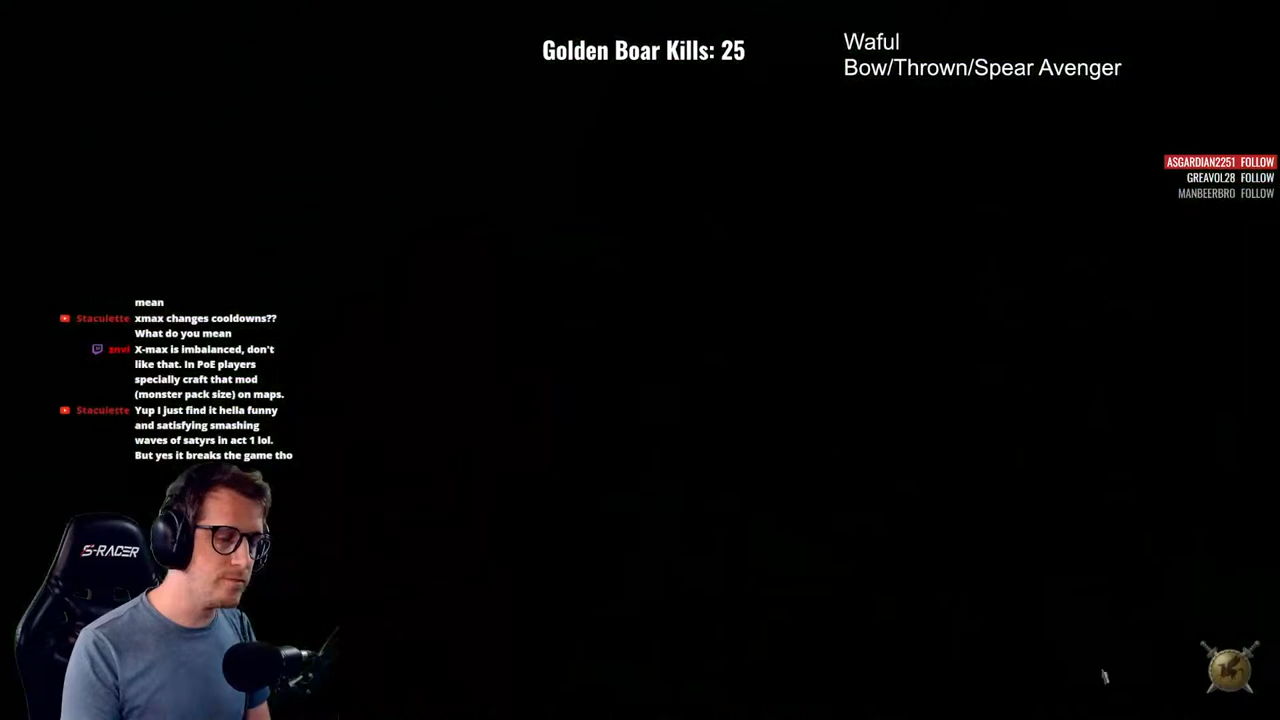 Golden Boar Kills: 25
Waful
Bow/Thrown/Spear Avenger
ASGARDIAN2251 FOLLOW
GREAVOL28 FOLLOW
MANBEERBRO FOLLOW
mean
Staculette xmax changes cooldowns??
What do you mean
znvi X-max is imbalanced, don't
like that. In PoE players
specially craft that mod
(monster pack size) on maps.
Staculette Yup I just find it hella funny
and satisfying smashing
waves of satyrs in act 1 lol.
But yes it breaks the game tho
S-RACER